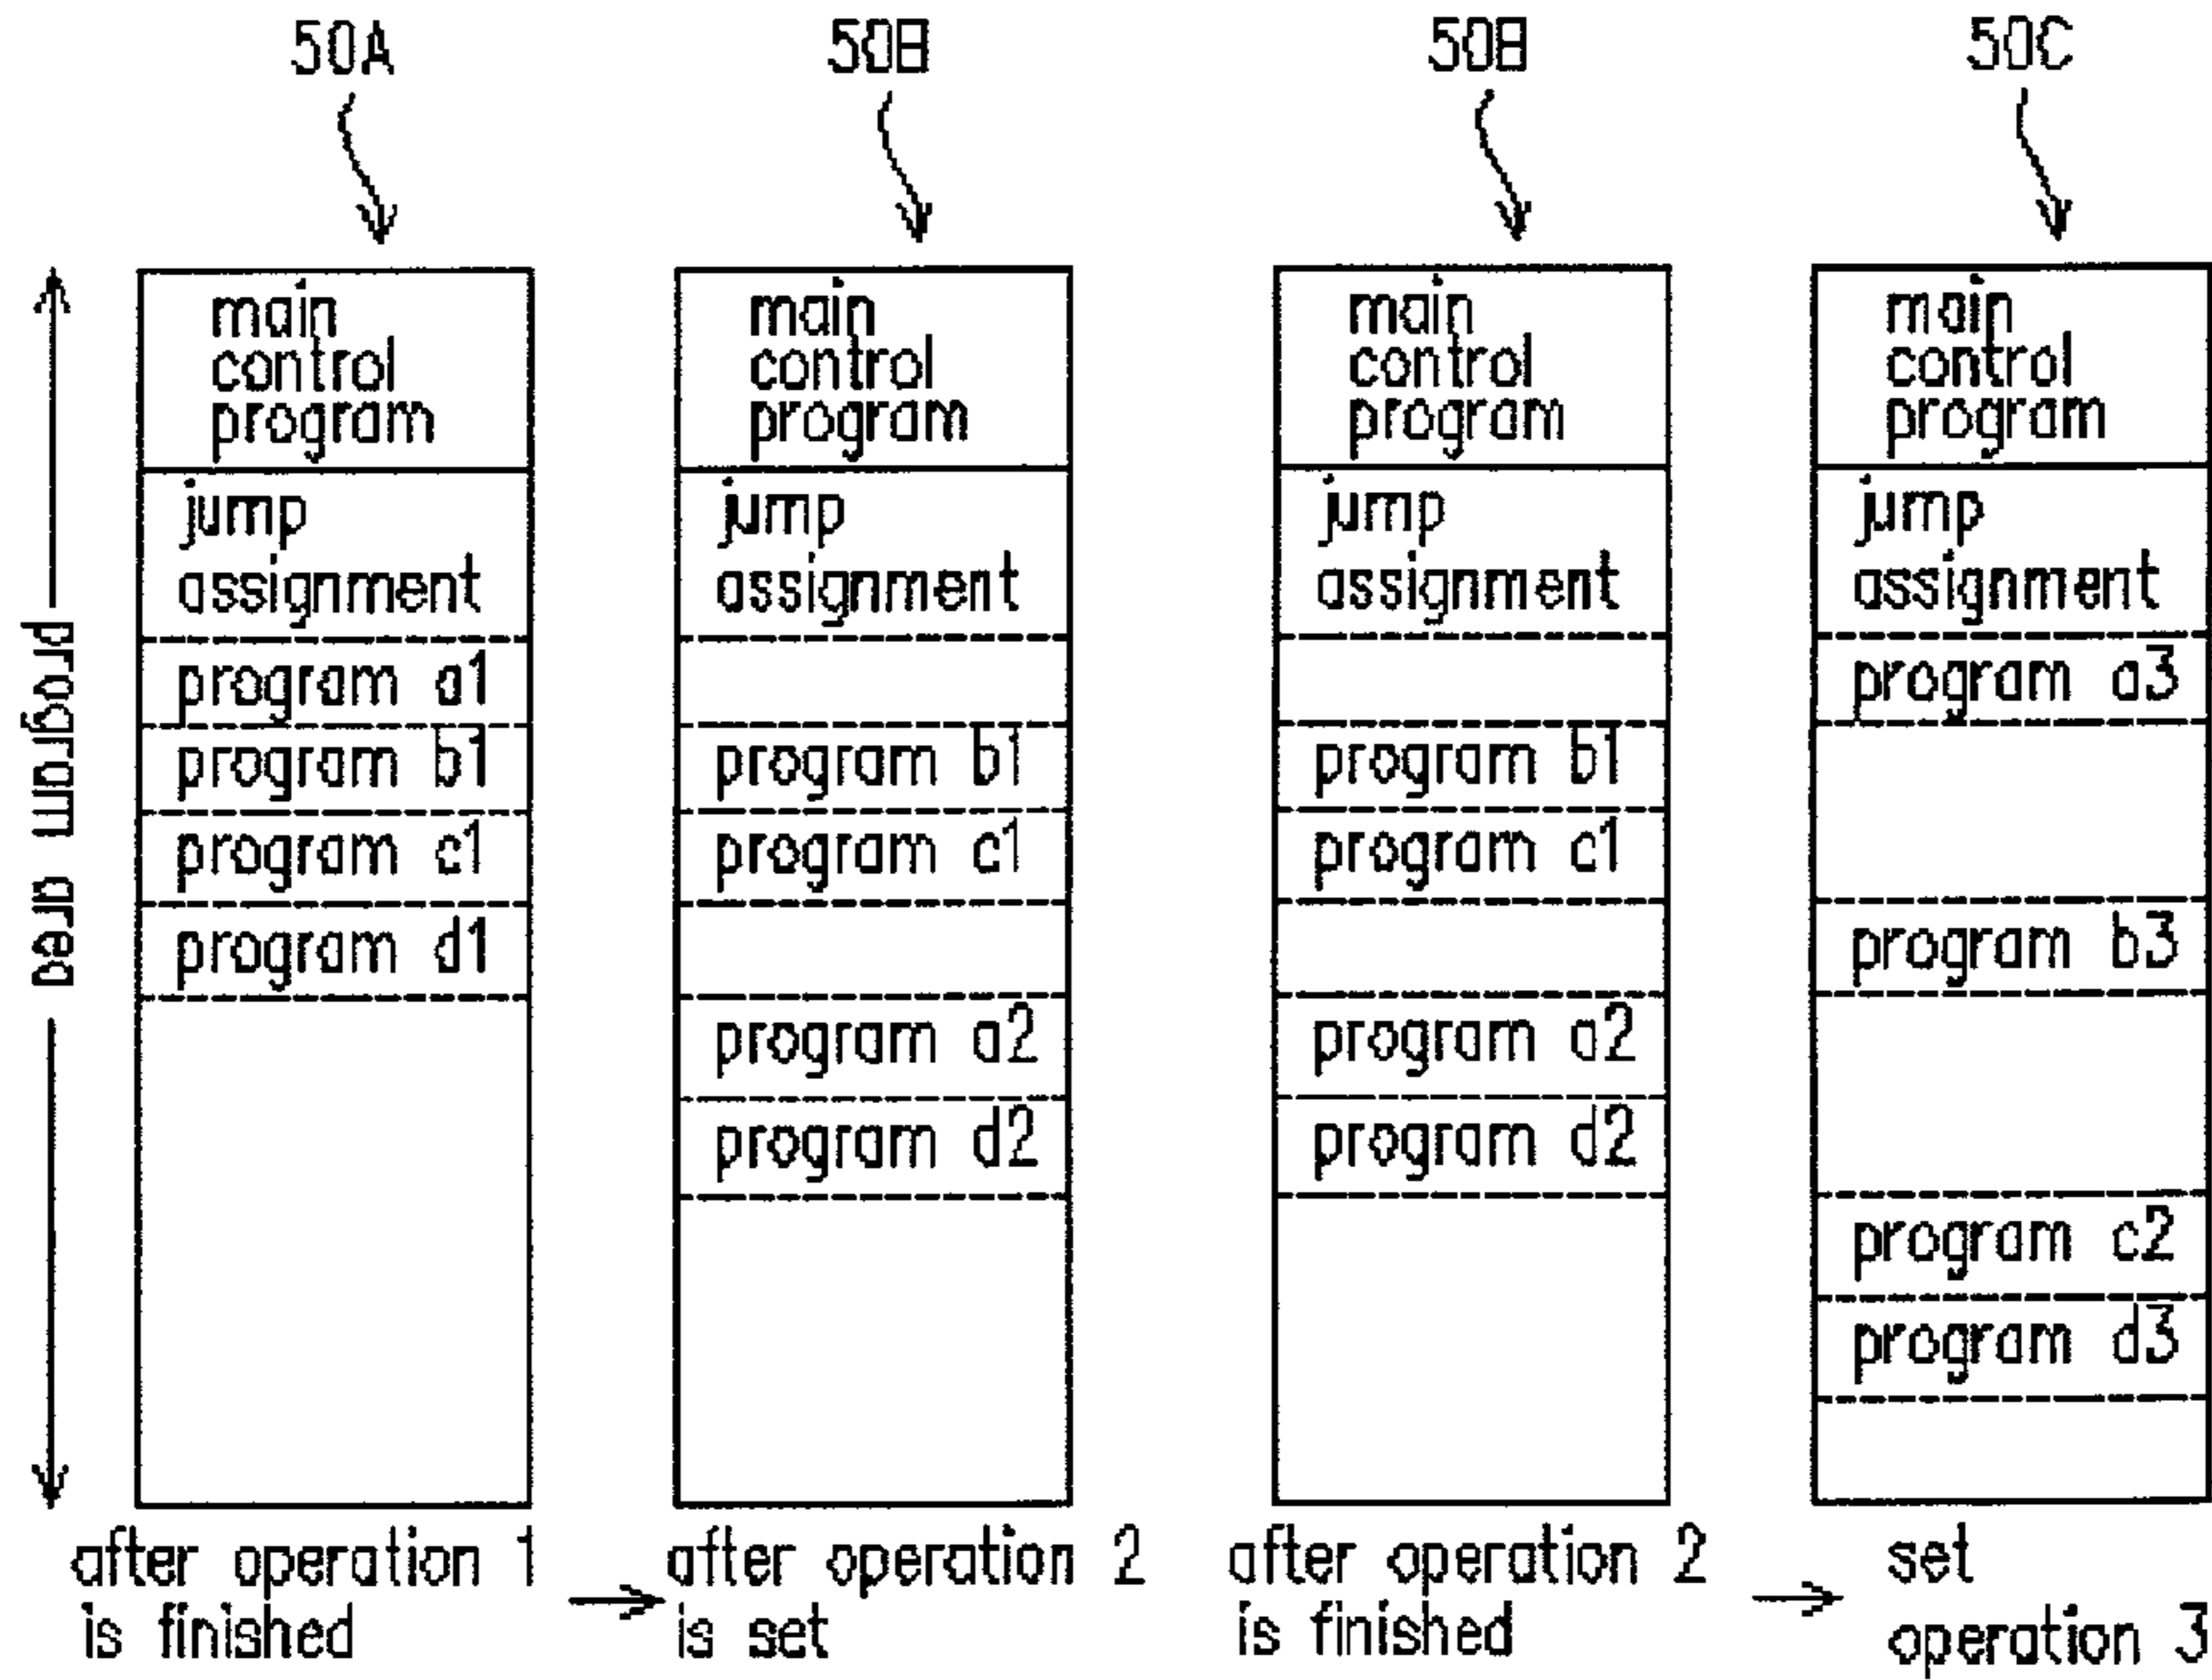 50A
50B
50B
50C
program area
main
control
program
jump
assignment
program a1
program b1
program c1
program d1
after operation 1
is finished
main
control
program
jump
assignment
program b1
program c1
program a2
program d2
after operation 2
is set
main
control
program
jump
assignment
program b1
program c1
program a2
program d2
after operation 2
is finished
main
control
program
jump
assignment
program a3
program b3
program c2
program d3
set
operation 3